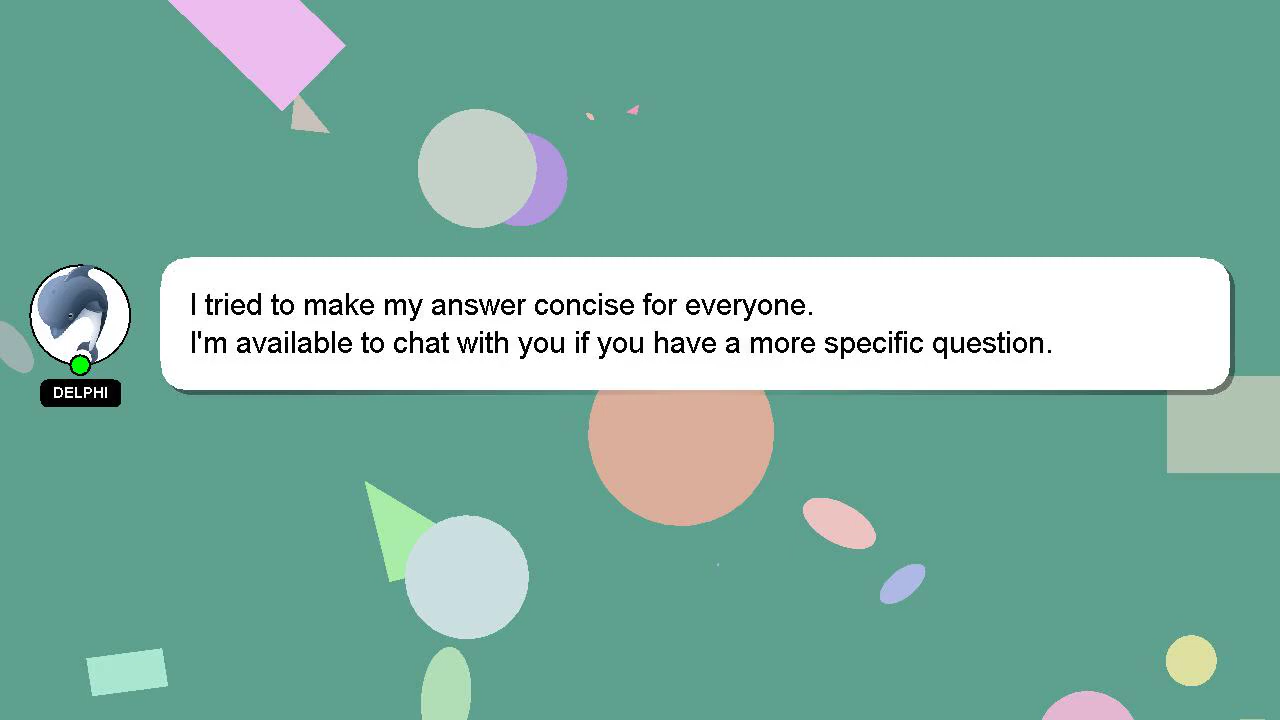 I tried to make my answer concise for everyone.
I'm available to chat with you if you have a more specific question.
DELPHI